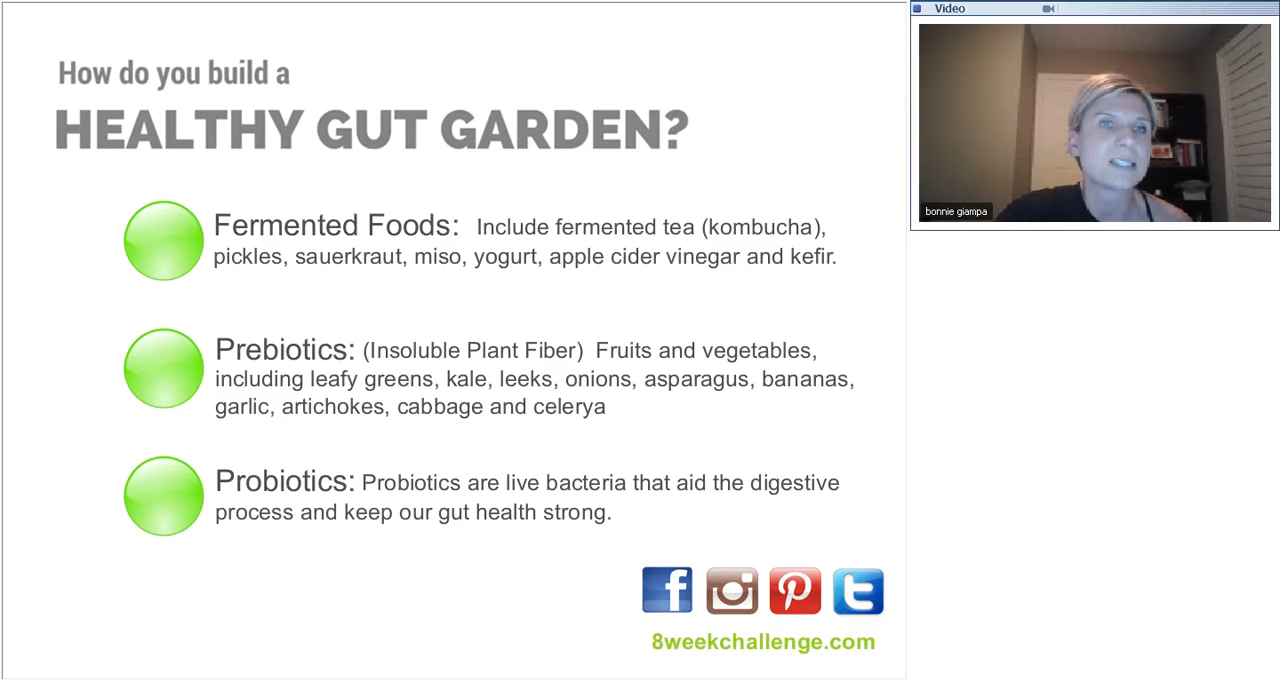 How do you build a
HEALTHY GUT GARDEN?
Fermented Foods: Include fermented tea (kombucha),
pickles, sauerkraut, miso, yogurt, apple cider vinegar and kefir.
Prebiotics: (Insoluble Plant Fiber) Fruits and vegetables,
including leafy greens, kale, leeks, onions, asparagus, bananas,
garlic, artichokes, cabbage and celerya
Probiotics: Probiotics are live bacteria that aid the digestive
process and keep our gut health strong.
8weekchallenge.com
Video
bonnie giampa